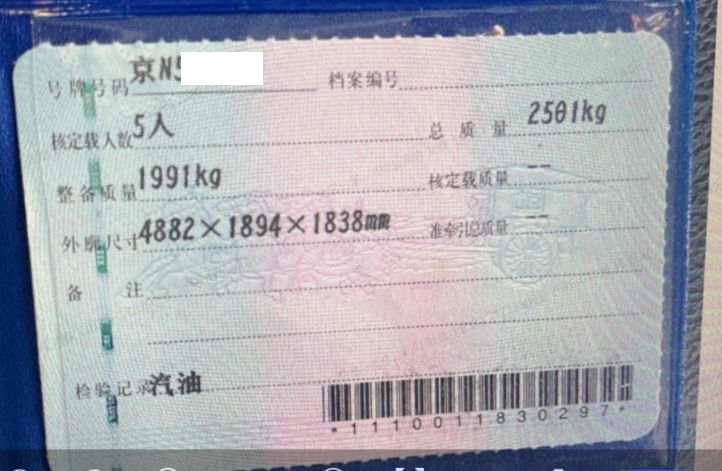 号牌号码 京N5 档案编号
核定载人数 5人 总质量 2501kg
整备质量 1991kg 核定载质量 --
外廓尺寸 4882×1894×1838mm 准牵引总质量 --
备注
检验记录 汽油
*1110011830297*